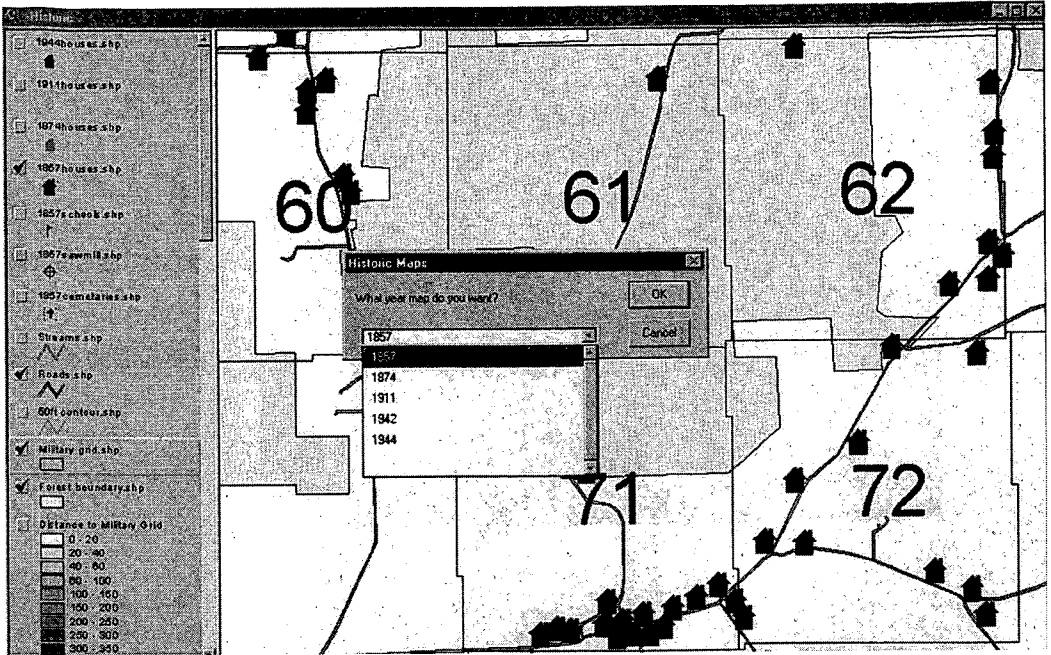 Historic
1944houses.shp
1911houses.shp
1874houses.shp
1857houses.shp
1857schools.shp
1857sawmill.shp
1857cemetaries.shp
Streams.shp
Roads.shp
50ft contour.shp
Military grid.shp
Forest boundary.shp
Distance to Military Grid
0 - 20
20 - 40
40 - 60
60 - 100
100 - 150
150 - 200
200 - 250
250 - 300
300 - 350
60
61
62
Historic Maps
What year map do you want?
OK
Cancel
1857
1857
1874
1911
1942
1944
71
72